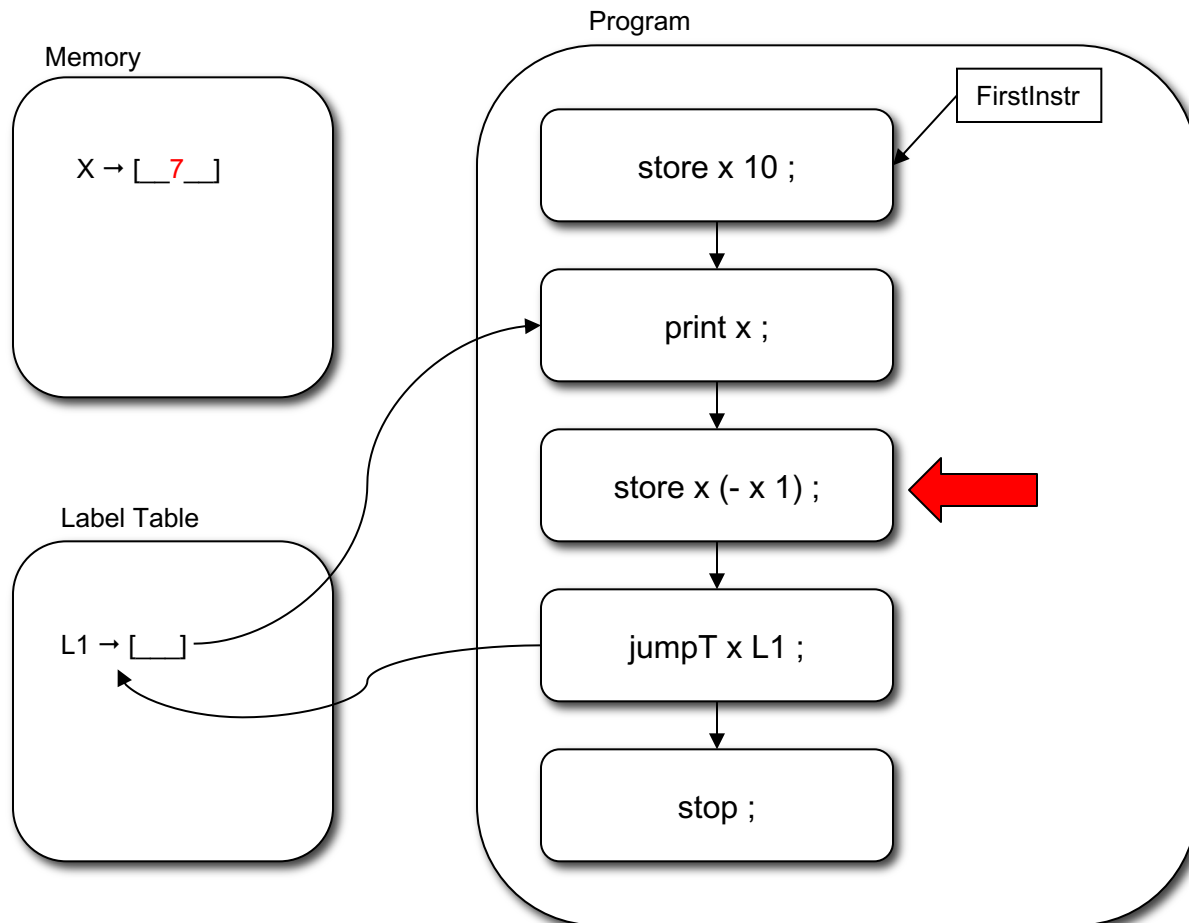 Program
Memory
FirstInstr
X → [__7__]
store x 10 ;
print x ;
store x (- x 1) ;
Label Table
L1 → [___]
jumpT x L1 ;
stop ;